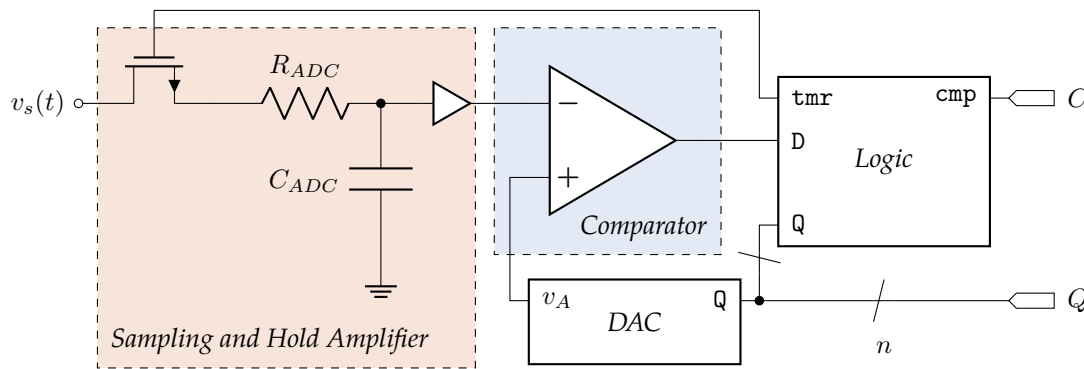 v_s(t)
R_ADC
C_ADC
Sampling and Hold Amplifier
−
+
Comparator
tmr
cmp
D
Logic
Q
v_A
Q
DAC
n
Q